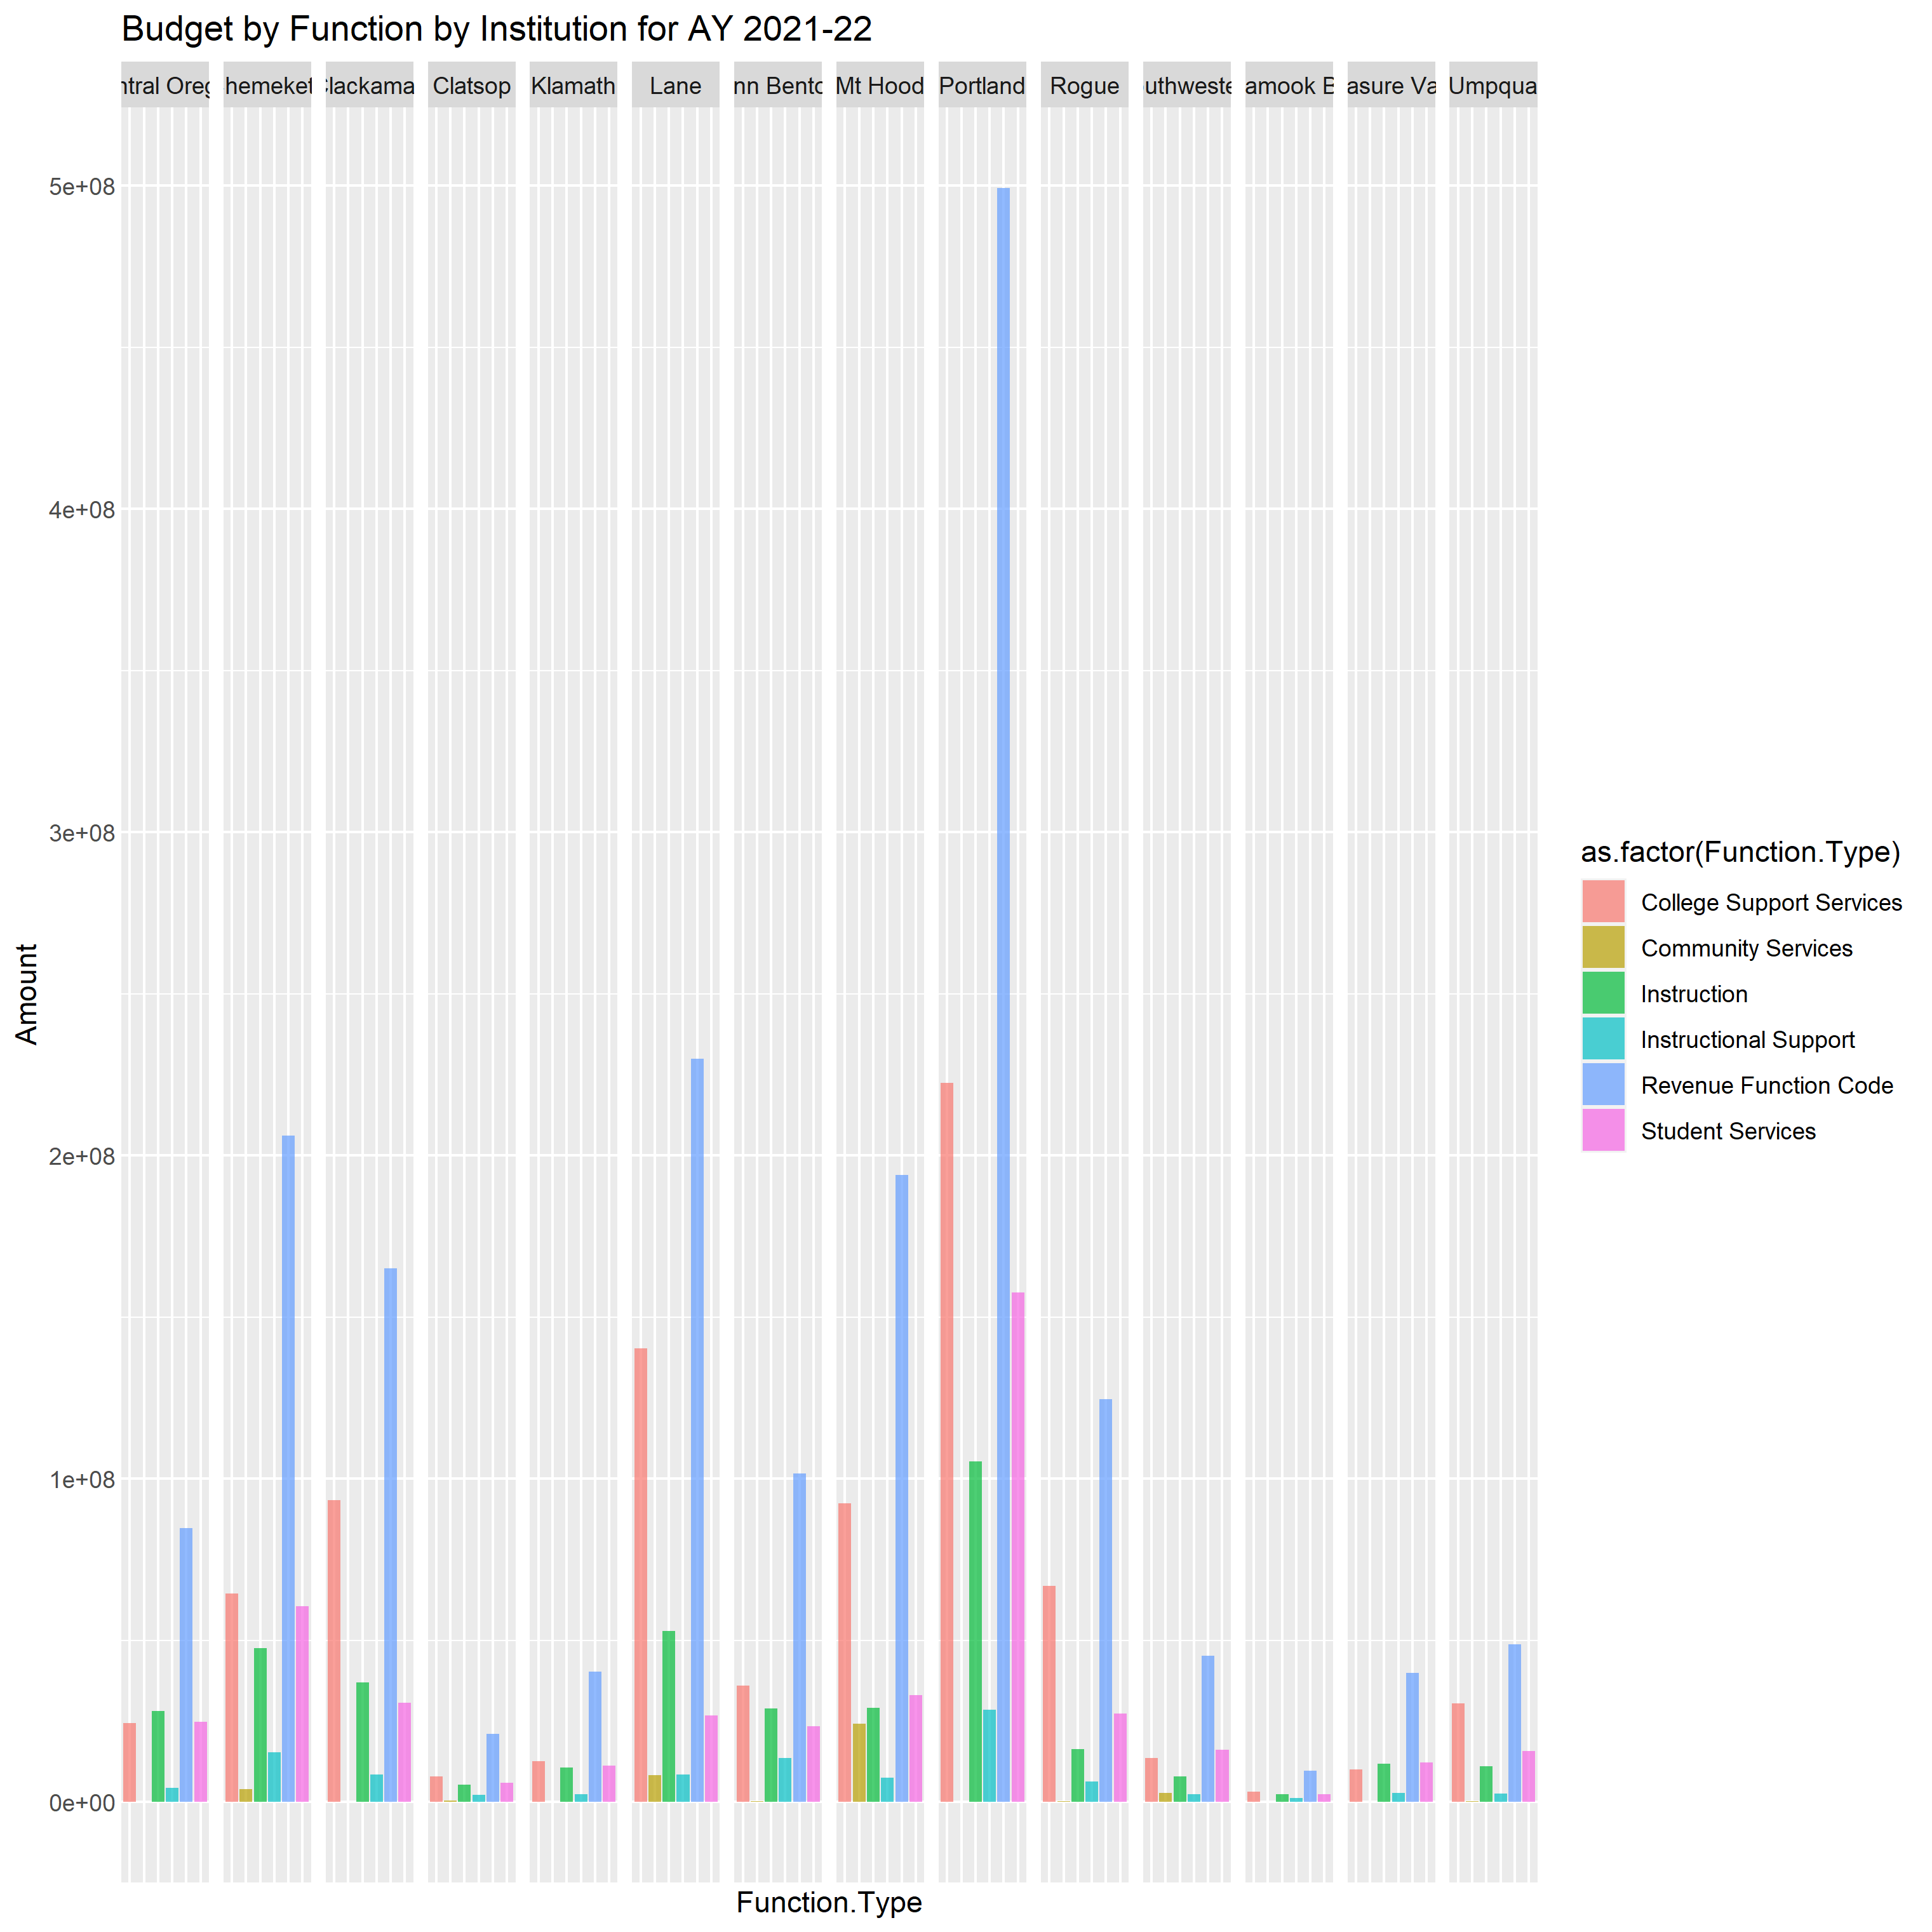 Budget by Function by Institution for AY 2021-22
ntral Oreg hemeket Clackama Clatsop Klamath Lane nn Bento Mt Hood Portland Rogue uthweste amook B asure Va Umpqua
5e+08
4e+08
3e+08
2e+08
1e+08
0e+00
Amount
Function.Type
as.factor(Function.Type)
College Support Services
Community Services
Instruction
Instructional Support
Revenue Function Code
Student Services